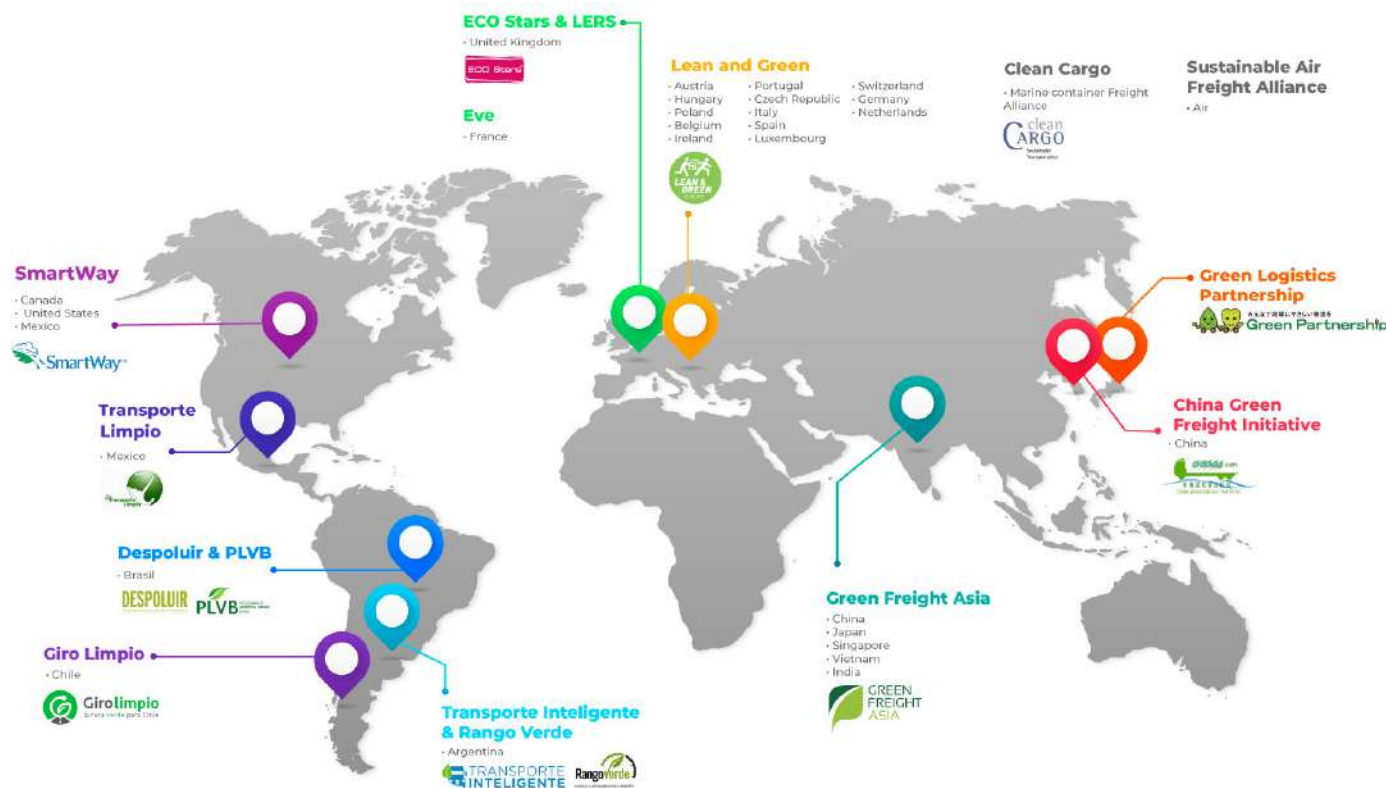 ECO Stars & LERS
• United Kingdom
ECO Stars
Eve
• France
Lean and Green
• Austria
• Hungary
• Poland
• Belgium
• Ireland
• Portugal
• Czech Republic
• Italy
• Spain
• Luxembourg
• Switzerland
• Germany
• Netherlands
LEAN & GREEN
Clean Cargo
• Marine container Freight
Alliance
clean
CARGO
Sustainable Air
Freight Alliance
• Air
SmartWay
• Canada
• United States
• Mexico
SmartWay
Green Logistics
Partnership
Green Partnership
Transporte
Limpio
• Mexico
Transporte
Limpio
China Green
Freight Initiative
• China
Despoluir & PLVB
• Brasil
DESPOLUIR
PLVB
Green Freight Asia
• China
• Japan
• Singapore
• Vietnam
• India
GREEN
FREIGHT
ASIA
Giro Limpio
• Chile
Girolimpio
Transporte Inteligente
& Rango Verde
• Argentina
TRANSPORTE
INTELIGENTE
RangoVerde